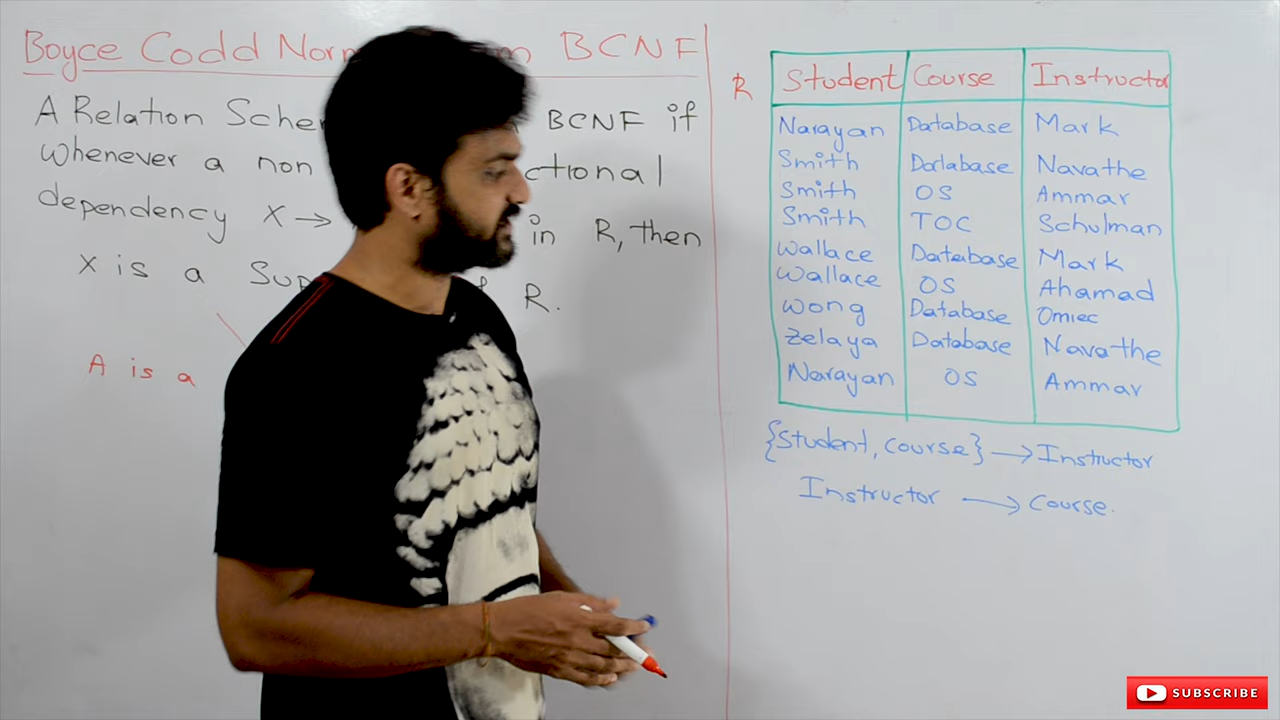 Boyce Codd Nor BCNF
A Relation Sche BCNF if
whenever a non ctional
dependency X → in R, then
X is a Sup R.
A is a
R
Student Course Instructor
Narayan Database Mark
Smith Database Navathe
Smith OS Ammar
Smith TOC Schulman
Wallace Database Mark
Wallace OS Ahamad
Wong Database Omiec
Zelaya Database Navathe
Narayan OS Ammar
{Student, Course} → Instructor
Instructor → Course.
SUBSCRIBE